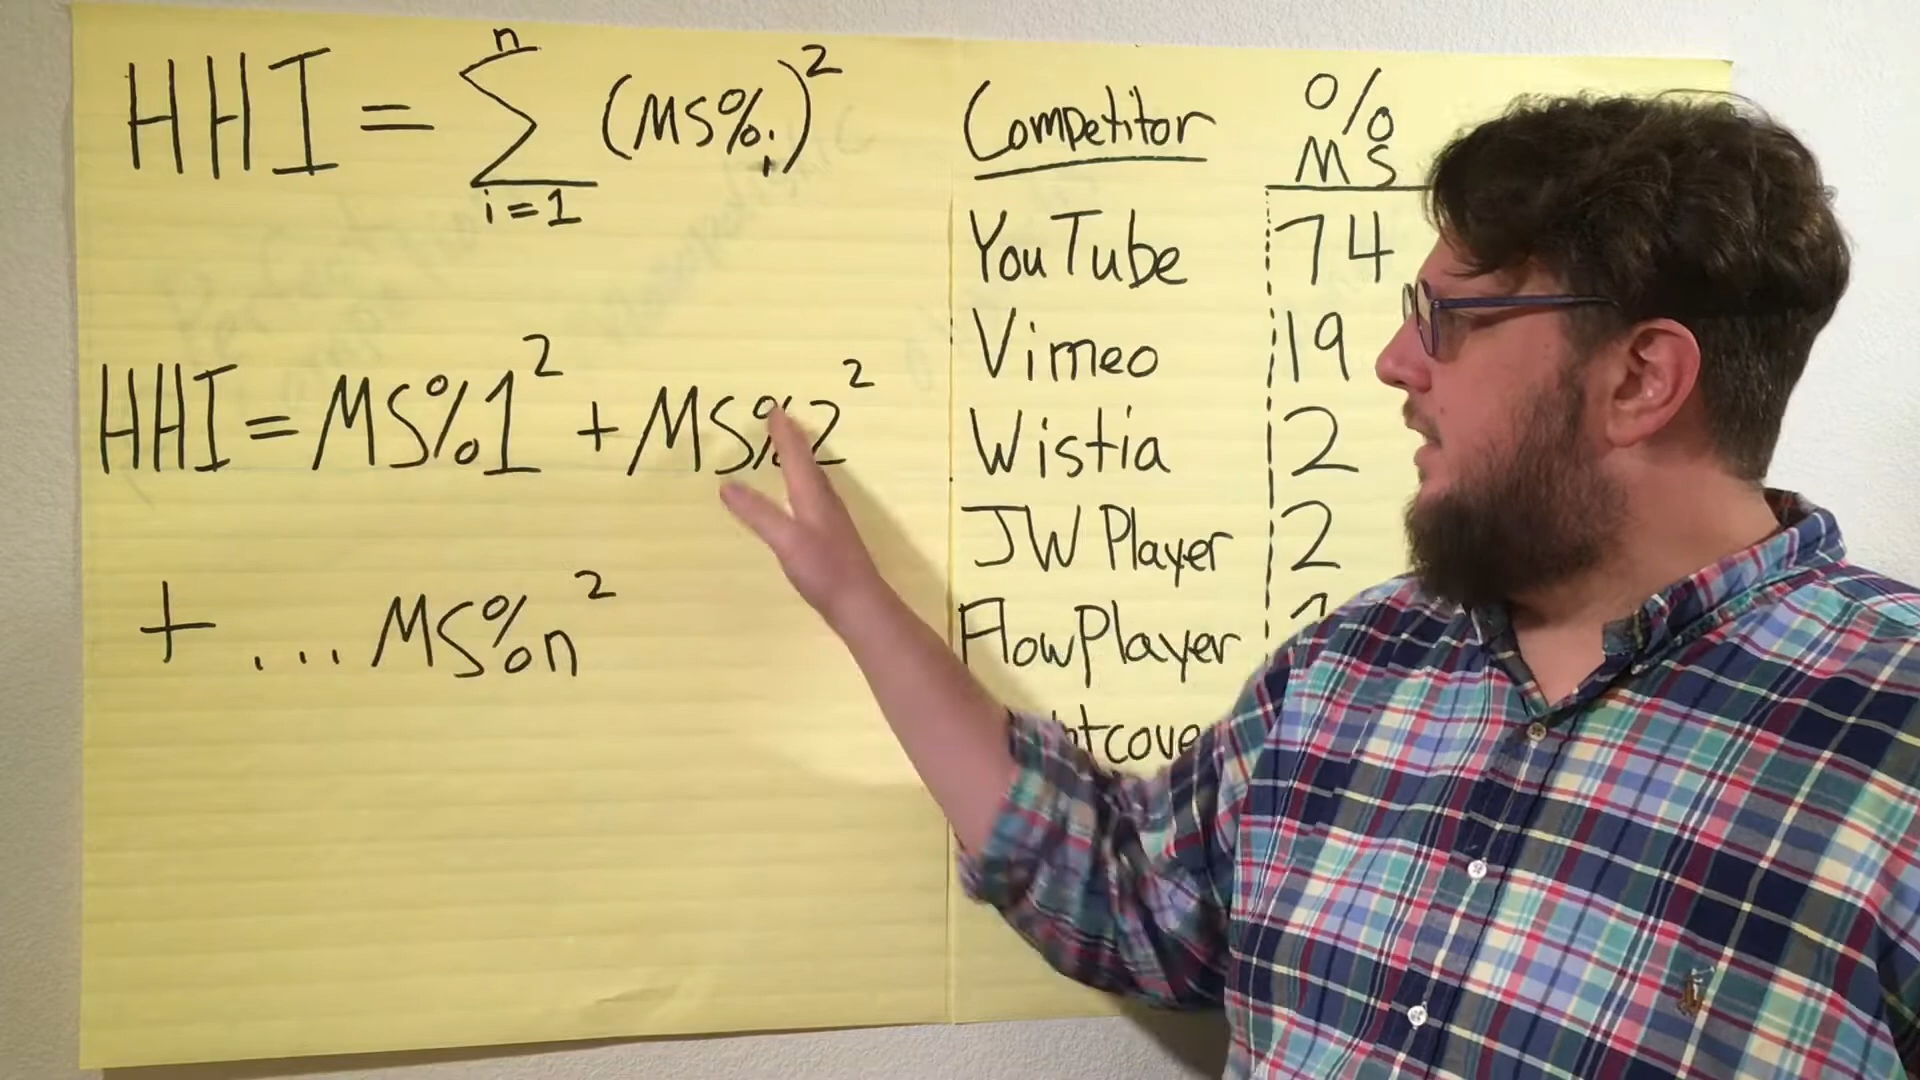 HHI = n Σ i=1 (MS%i)²
HHI = MS%1² + MS%2²
+ ... MS%n²
Competitor % MS
YouTube 74
Vimeo 19
Wistia 2
JW Player 2
FlowPlayer